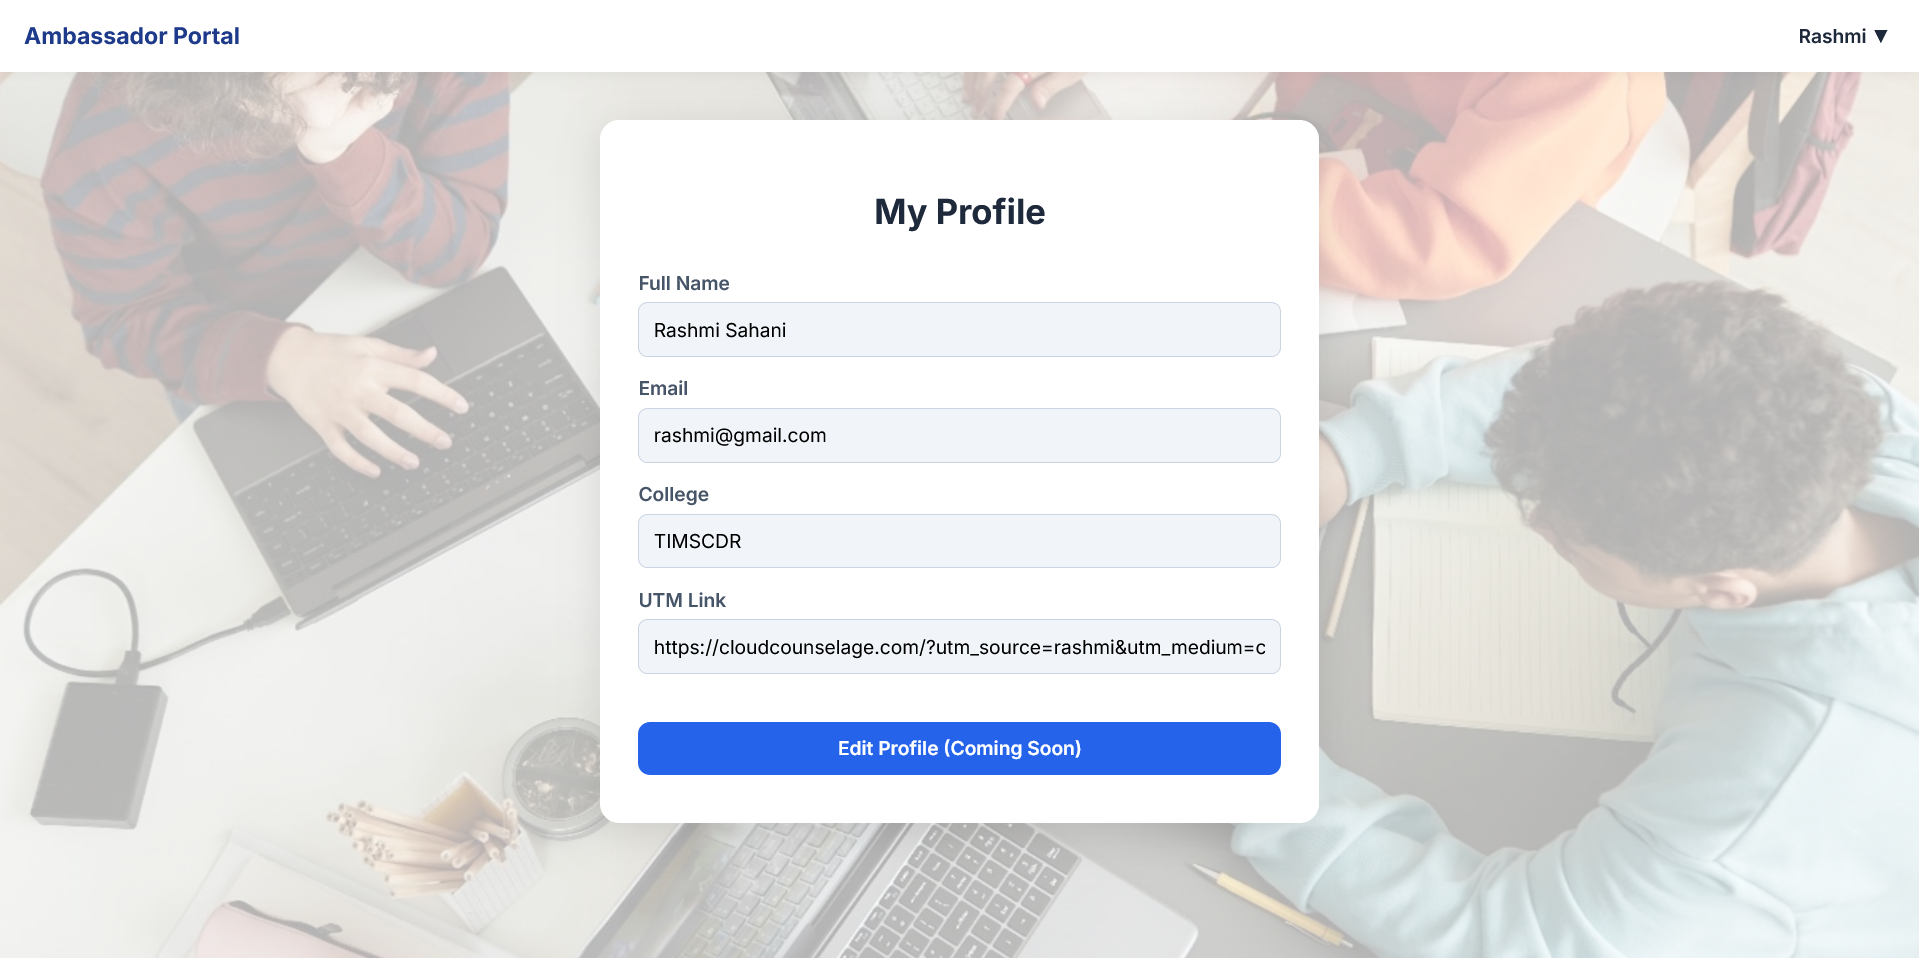 Ambassador Portal
Rashmi ▼
My Profile
Full Name
Rashmi Sahani
Email
rashmi@gmail.com
College
TIMSCDR
UTM Link
https://cloudcounselage.com/?utm_source=rashmi&utm_medium=c
Edit Profile (Coming Soon)